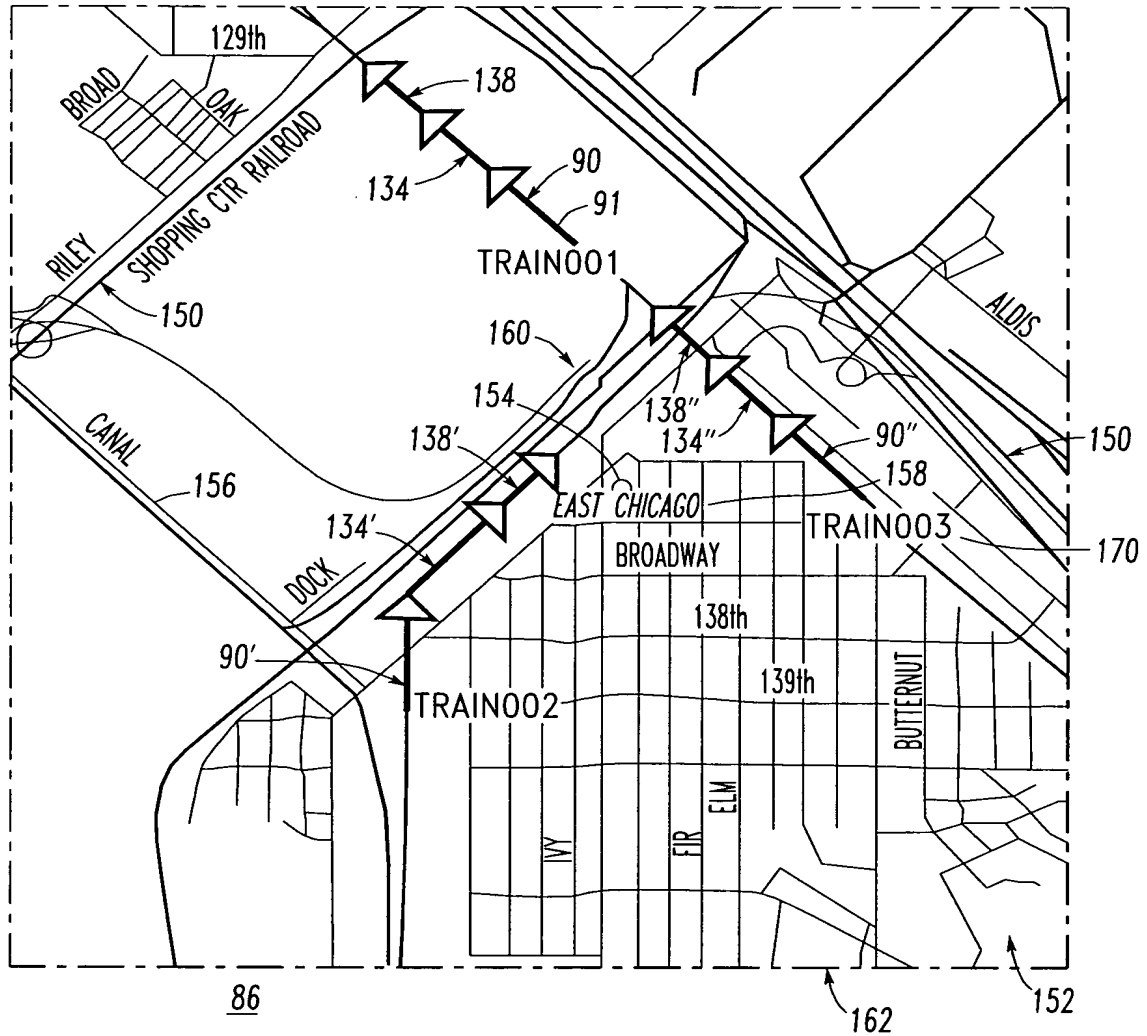 129th
138
BROAD
OAK
134
90
91
RILEY
SHOPPING CTR RAILROAD
TRAIN001
150
ALDIS
160
154
138"
134"
CANAL
138'
90"
150
156
158
EAST CHICAGO
134'
TRAIN003
170
BROADWAY
DOCK
138th
90'
139th
BUTTERNUT
TRAIN002
ELM
IVY
FIR
86
162
152